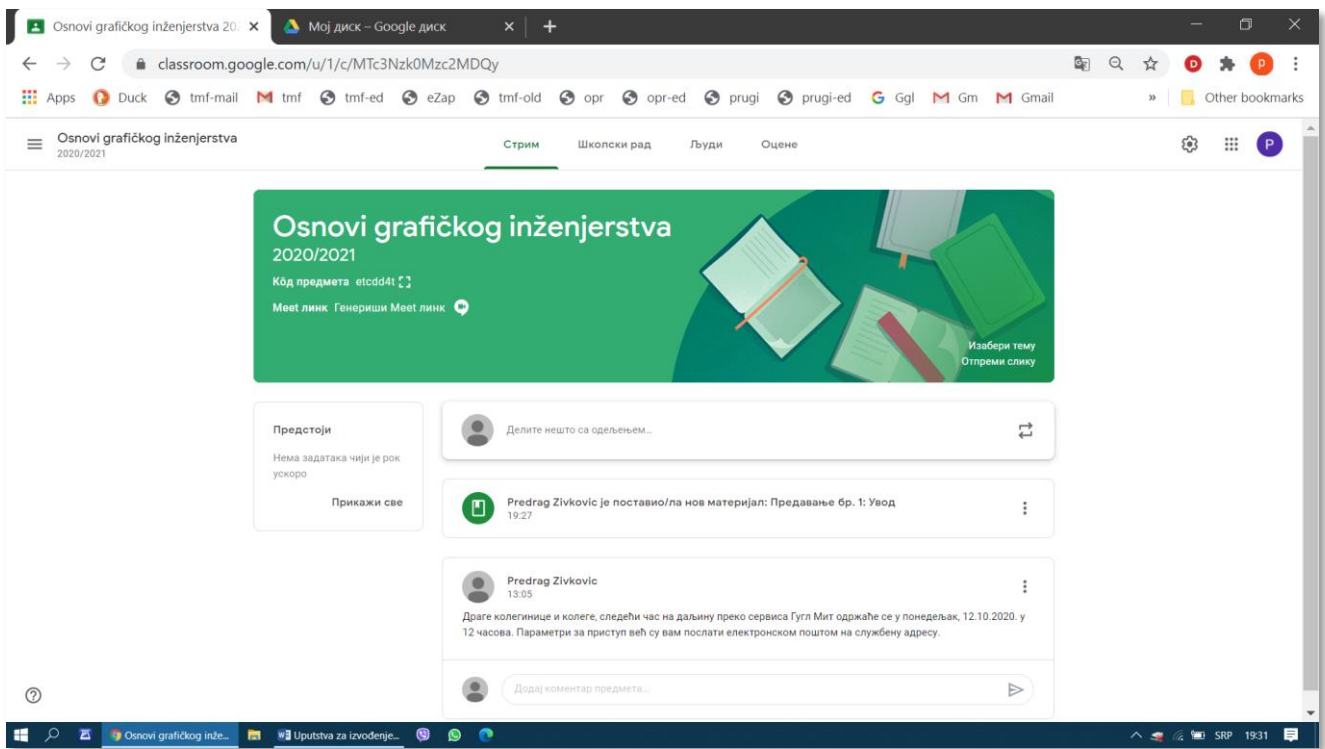 Osnovi grafičkog inženjerstva 20
Мој диск – Google диск
classroom.google.com/u/1/c/MTc3Nzk0Mzc2MDQy
Apps Duck tmf-mail tmf tmf-ed eZap tmf-old opr opr-ed prugi prugi-ed Ggl Gm Gmail » Other bookmarks
Osnovi grafičkog inženjerstva
2020/2021
Стрим Школски рад Људи Оцене
P
Osnovi grafičkog inženjerstva
2020/2021
Кôд предмета etcdd4t
Meet линк Генериши Meet линк
Изабери тему
Отпреми слику
Предстоји
Нема задатака чији је рок
ускоро
Прикажи све
Делите нешто са одељењем...
Predrag Zivkovic је поставио/ла нов материјал: Предавање бр. 1: Увод
19:27
Predrag Zivkovic
13:05
Драге колегинице и колеге, следећи час на даљину преко сервиса Гугл Мит одржаће се у понедељак, 12.10.2020. у
12 часова. Параметри за приступ већ су вам послати електронском поштом на службену адресу.
Додај коментар предмета...
Osnovi grafičkog inže... Uputstva za izvođenje... SRP 19:31